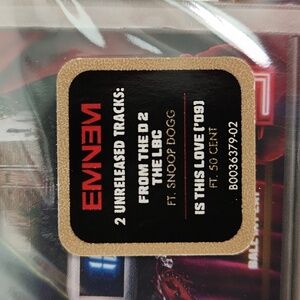 EMINEM
2 UNRELEASED TRACKS:
FROM THE D 2
THE LBC
FT. SNOOP DOGG
IS THIS LOVE ('09)
FT. 50 CENT
B0036379-02